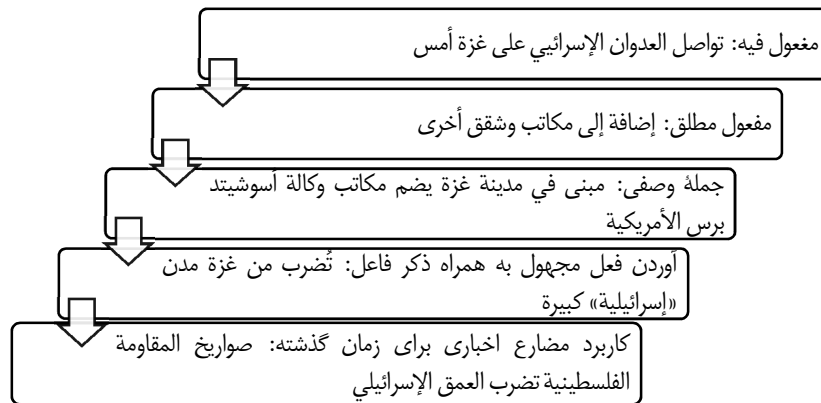 مغعول فيه: تواصل العدوان الإسرائيي على غزة أمس
مفعول مطلق: إضافة إلى مكاتب وشقق أخرى
جملهٔ وصفی: مبنى في مدينة غزة يضم مكاتب وكالة أسوشيتد
برس الأمريكية
آوردن فعل مجهول به همراه ذکر فاعل: تُضرب من غزة مدن
«إسرائيلية» كبيرة
کاربرد مضارع اخباری برای زمان گذشته: صواريخ المقاومة
الفلسطينية تضرب العمق الإسرائيلي